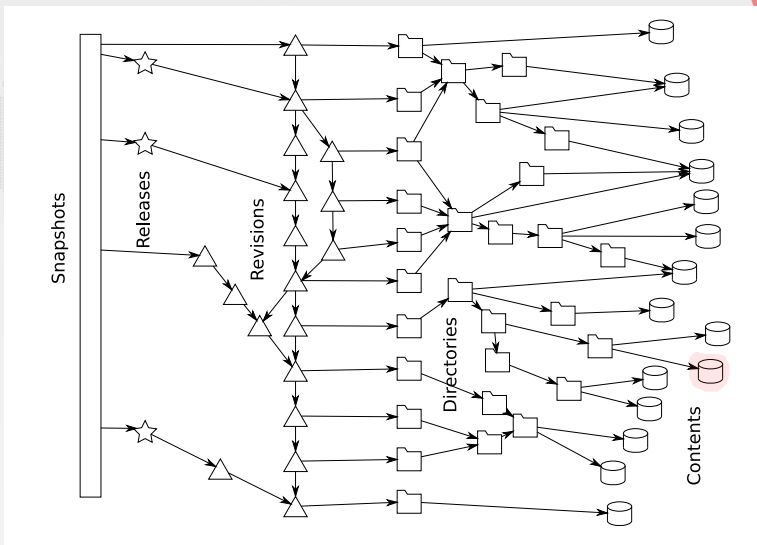 Snapshots
Releases
Revisions
Directories
Contents